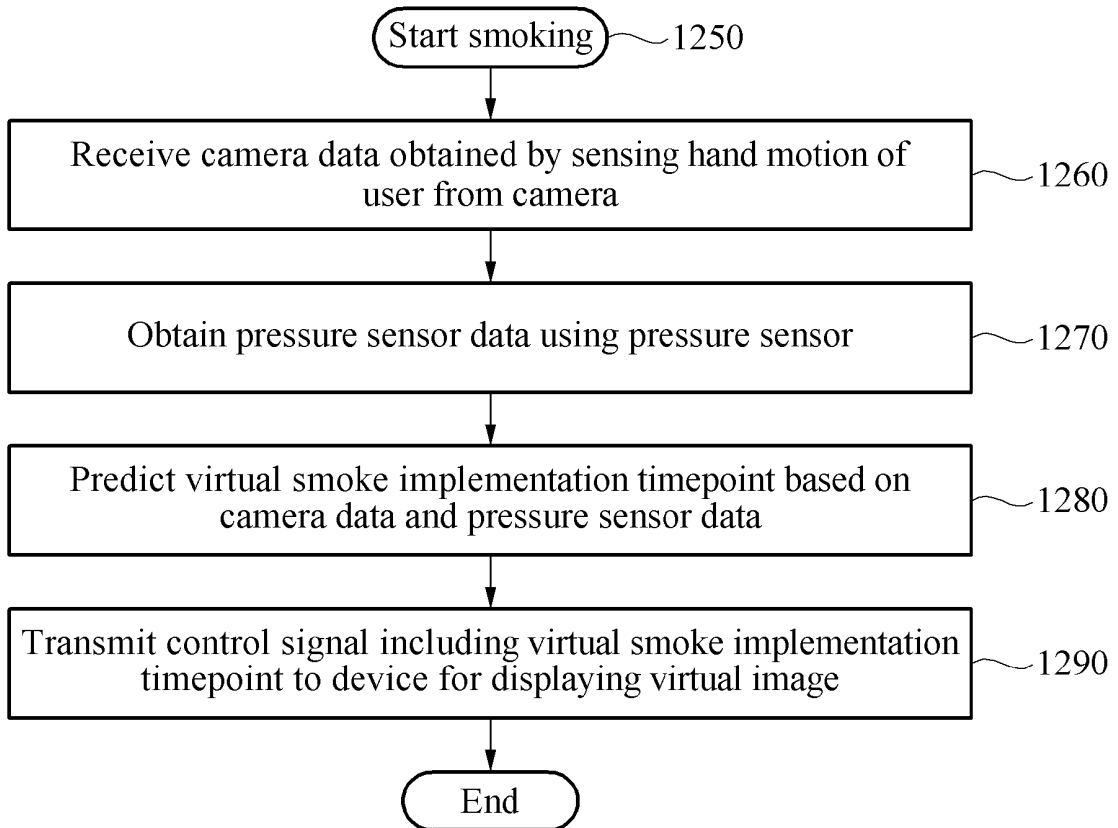 Start smoking
1250
Receive camera data obtained by sensing hand motion of
user from camera
1260
Obtain pressure sensor data using pressure sensor
1270
Predict virtual smoke implementation timepoint based on
camera data and pressure sensor data
1280
Transmit control signal including virtual smoke implementation
timepoint to device for displaying virtual image
1290
End